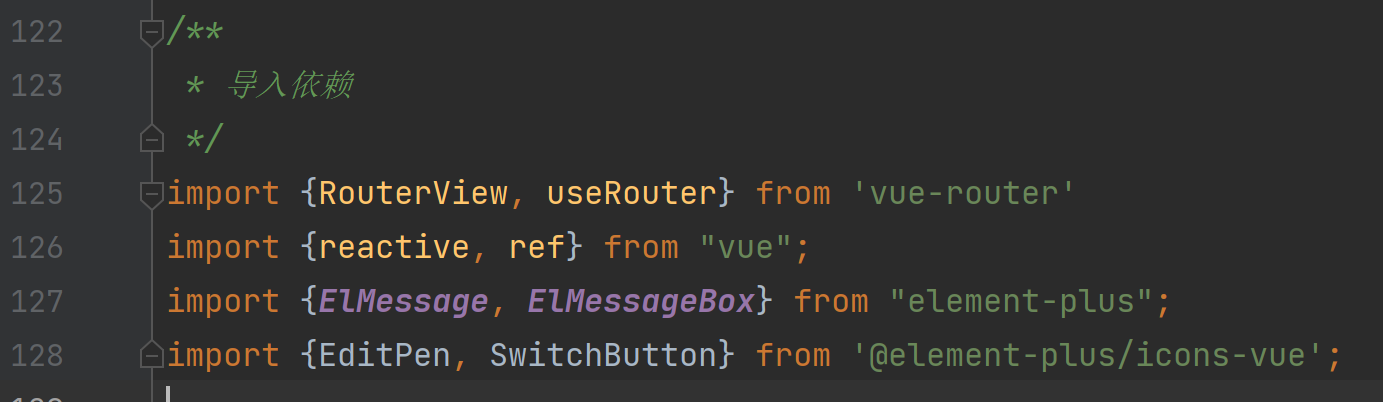 122 /**
123  * 导入依赖
124  */
125 import {RouterView, useRouter} from 'vue-router'
126 import {reactive, ref} from "vue";
127 import {ElMessage, ElMessageBox} from "element-plus";
128 import {EditPen, SwitchButton} from '@element-plus/icons-vue';